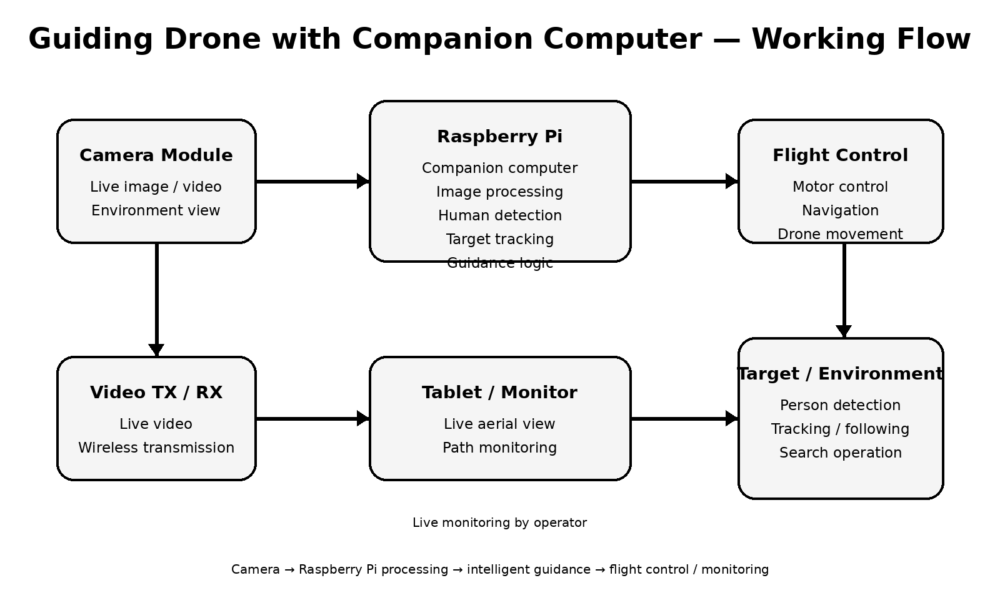 Guiding Drone with Companion Computer — Working Flow
Camera Module
Live image / video
Environment view
Raspberry Pi
Companion computer
Image processing
Human detection
Target tracking
Guidance logic
Flight Control
Motor control
Navigation
Drone movement
Video TX / RX
Live video
Wireless transmission
Tablet / Monitor
Live aerial view
Path monitoring
Target / Environment
Person detection
Tracking / following
Search operation
Live monitoring by operator
Camera → Raspberry Pi processing → intelligent guidance → flight control / monitoring